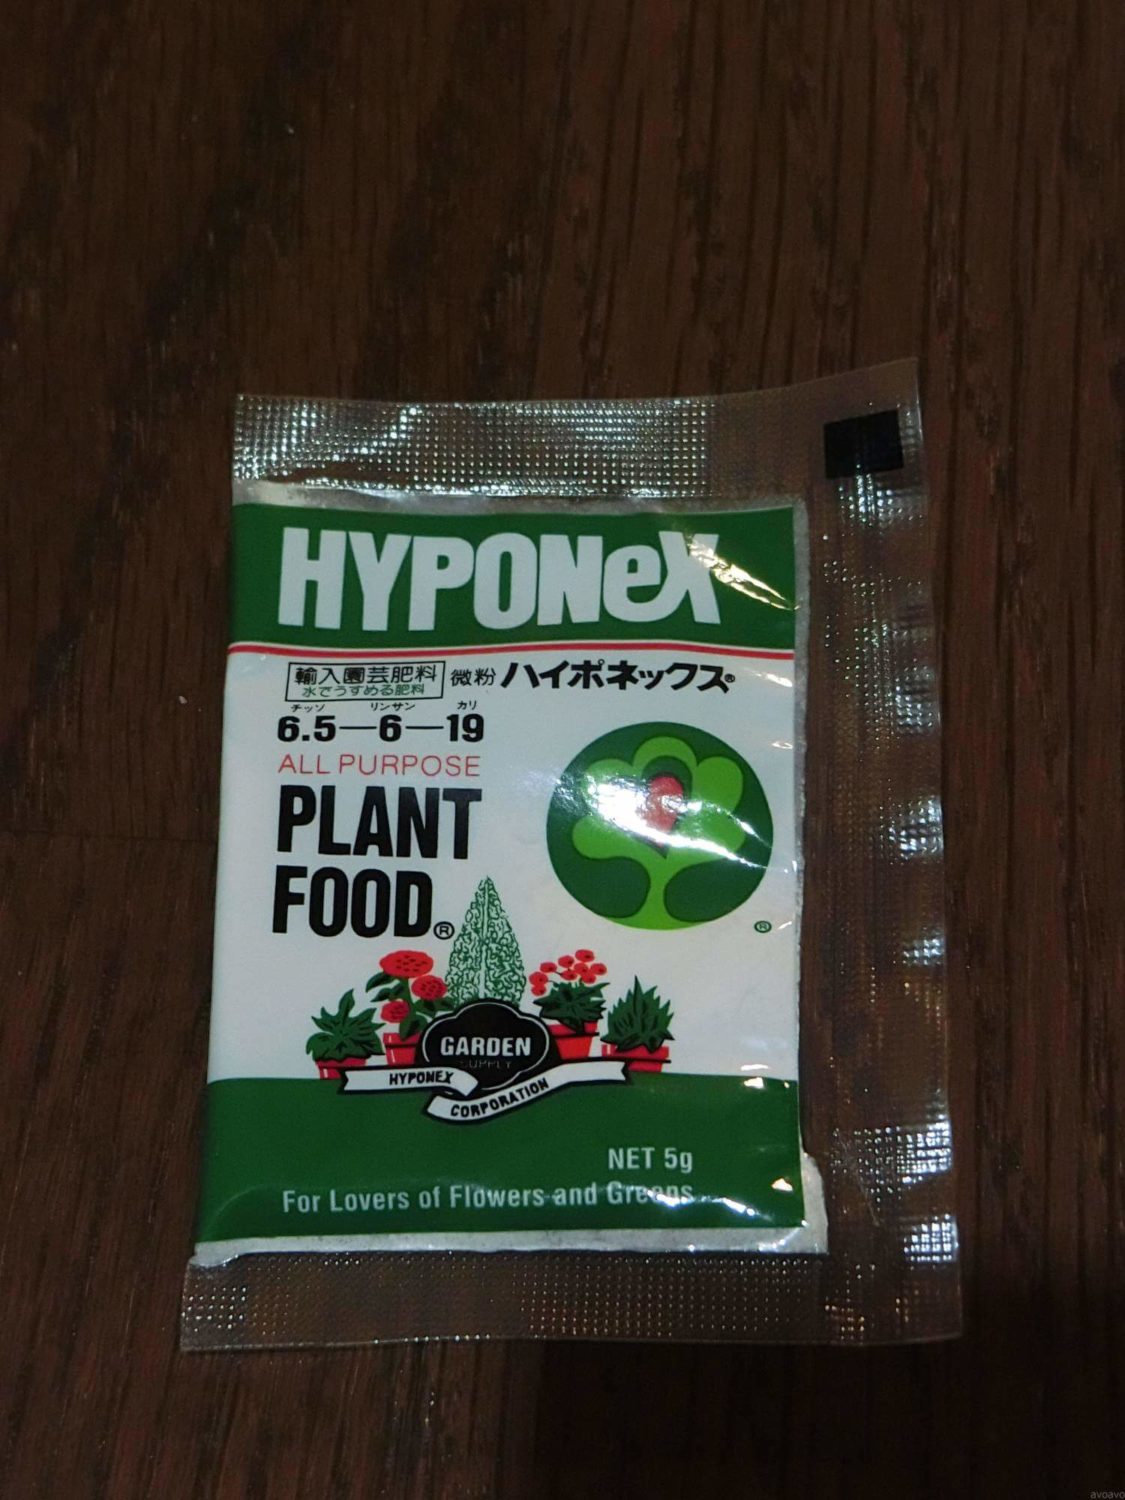 HYPONeX
輸入園芸肥料 微粉 ハイポネックス®
水でうすめる肥料
チッソ リンサン カリ
6.5—6—19
ALL PURPOSE
PLANT
FOOD®
®
GARDEN
SUPPLY
HYPONEX
CORPORATION
NET 5g
For Lovers of Flowers and Greens
avoavo